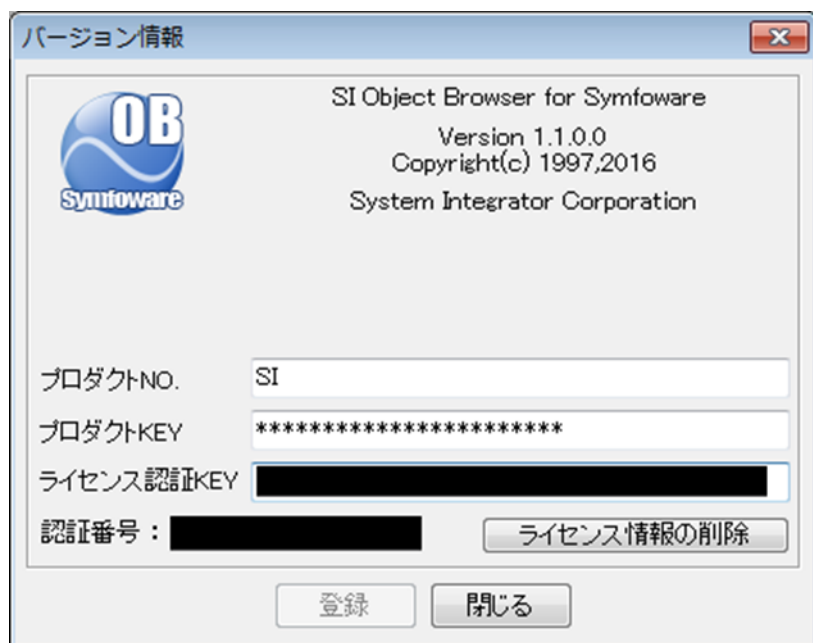 バージョン情報
OB
Symfoware
SI Object Browser for Symfoware
Version 1.1.0.0
Copyright(c) 1997,2016
System Integrator Corporation
プロダクトNO. SI
プロダクトKEY ***********************
ライセンス認証KEY
認証番号： ライセンス情報の削除
登録 閉じる